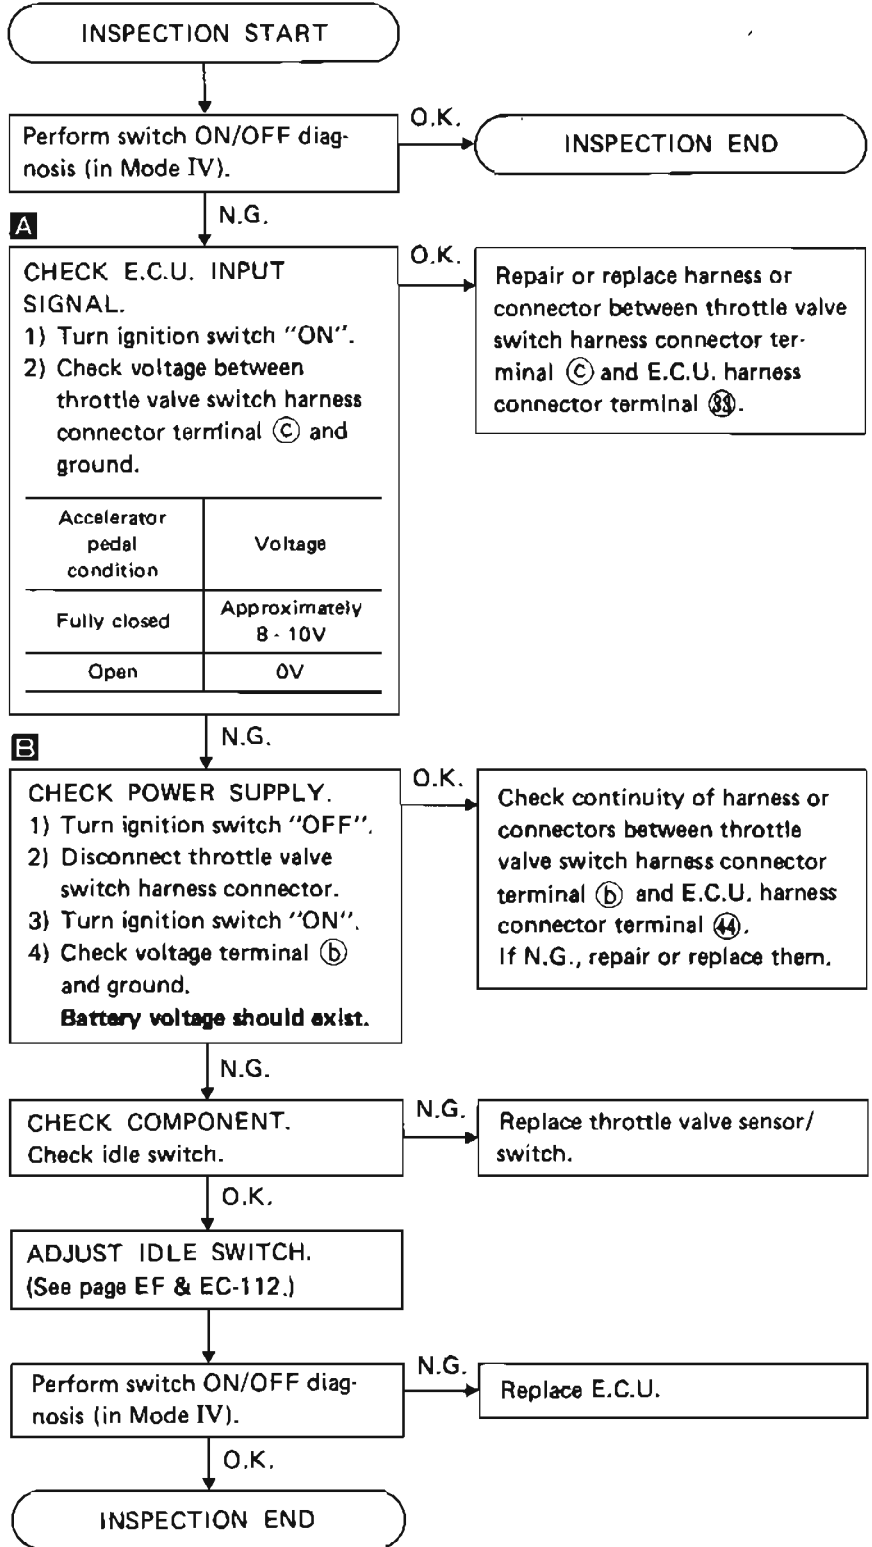 INSPECTION START
Perform switch ON/OFF diag-
nosis (in Mode IV).
O.K.
INSPECTION END
N.G.
A
CHECK E.C.U. INPUT
SIGNAL.
1) Turn ignition switch "ON".
2) Check voltage between
throttle valve switch harness
connector terminal ⓒ and
ground.
Accelerator
pedal
condition
Voltage
Fully closed
Approximately
8 - 10V
Open
0V
O.K.
Repair or replace harness or
connector between throttle valve
switch harness connector ter-
minal ⓒ and E.C.U. harness
connector terminal ㉝.
N.G.
B
CHECK POWER SUPPLY.
1) Turn ignition switch "OFF".
2) Disconnect throttle valve
switch harness connector.
3) Turn ignition switch "ON".
4) Check voltage terminal ⓑ
and ground.
Battery voltage should exist.
O.K.
Check continuity of harness or
connectors between throttle
valve switch harness connector
terminal ⓑ and E.C.U. harness
connector terminal ㊹.
If N.G., repair or replace them.
N.G.
CHECK COMPONENT.
Check idle switch.
N.G.
Replace throttle valve sensor/
switch.
O.K.
ADJUST IDLE SWITCH.
(See page EF & EC-112.)
Perform switch ON/OFF diag-
nosis (in Mode IV).
N.G.
Replace E.C.U.
O.K.
INSPECTION END